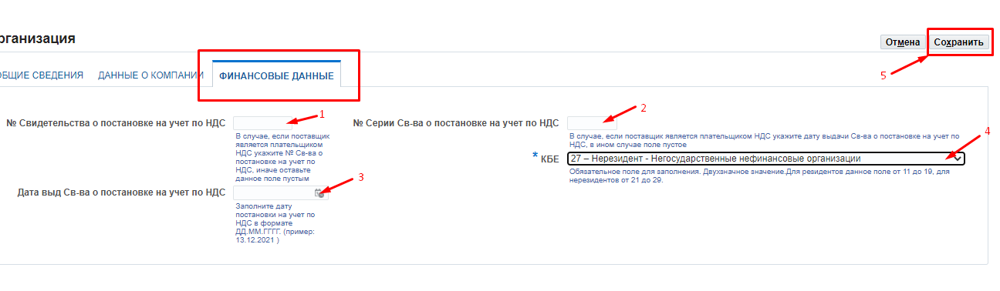 рганизация
Отмена
Сохранить
5
ОБЩИЕ СВЕДЕНИЯ
ДАННЫЕ О КОМПАНИИ
ФИНАНСОВЫЕ ДАННЫЕ
№ Свидетельства о постановке на учет по НДС
1
В случае, если поставщик
является плательщиком
НДС укажите № Св-ва о
постановке на учет по
НДС, иначе оставьте
данное поле пустым
№ Серии Св-ва о постановке на учет по НДС
2
В случае, если поставщик является плательщиком НДС укажите дату выдачи Св-ва о постановке на учет по
НДС, в ином случае поле пустое
4
* КБЕ
27 – Нерезидент - Негосударственные нефинансовые организации
Обязательное поле для заполнения. Двухзначное значение.Для резидентов данное поле от 11 до 19, для
нерезидентов от 21 до 29.
Дата выд Св-ва о постановке на учет по НДС
3
Заполните дату
постановки на учет по
НДС в формате
ДД.ММ.ГГГГ. (пример:
13.12.2021 )